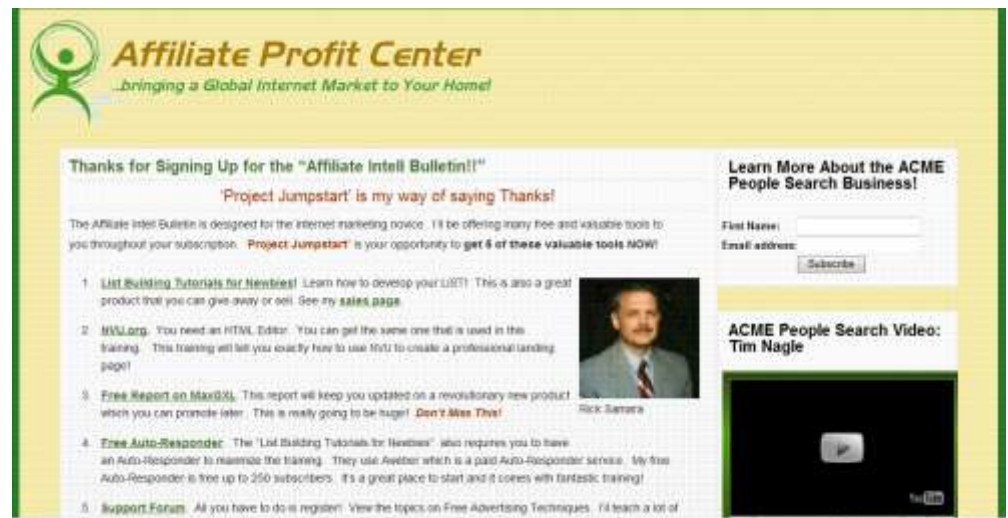 Affiliate Profit Center
...bringing a Global Internet Market to Your Home!
Thanks for Signing Up for the “Affiliate Intell Bulletin!!”
'Project Jumpstart' is my way of saying Thanks!
The Affiliate Intell Bulletin is designed for the internet marketing novice. I'll be offering many free and valuable tools to
you throughout your subscription. 'Project Jumpstart' is your opportunity to get 5 of these valuable tools NOW!
1. List Building Tutorials for Newbies! Learn how to develop your LIST! This is also a great
product that you can give away or sell. See my sales page.
2. NVU.org. You need an HTML Editor. You can get the same one that is used in this
training. This training will tell you exactly how to use NVU to create a professional landing
page!
3. Free Report on MaxGXL. This report will keep you updated on a revolutionary new product
which you can promote later. This is really going to be huge! Don't Miss This!
Rick Samara
4. Free Auto-Responder. The "List Building Tutorials for Newbies" also requires you to have
an Auto-Responder to maximize the training. They use Aweber which is a paid Auto-Responder service. My free
Auto-Responder is free up to 250 subscribers. It's a great place to start and it comes with fantastic training!
5. Support Forum. All you have to do is register! View the topics on Free Advertising Techniques. I'll teach a lot of
Learn More About the ACME
People Search Business!
First Name:
Email address:
Subscribe
ACME People Search Video:
Tim Nagle
YouTube